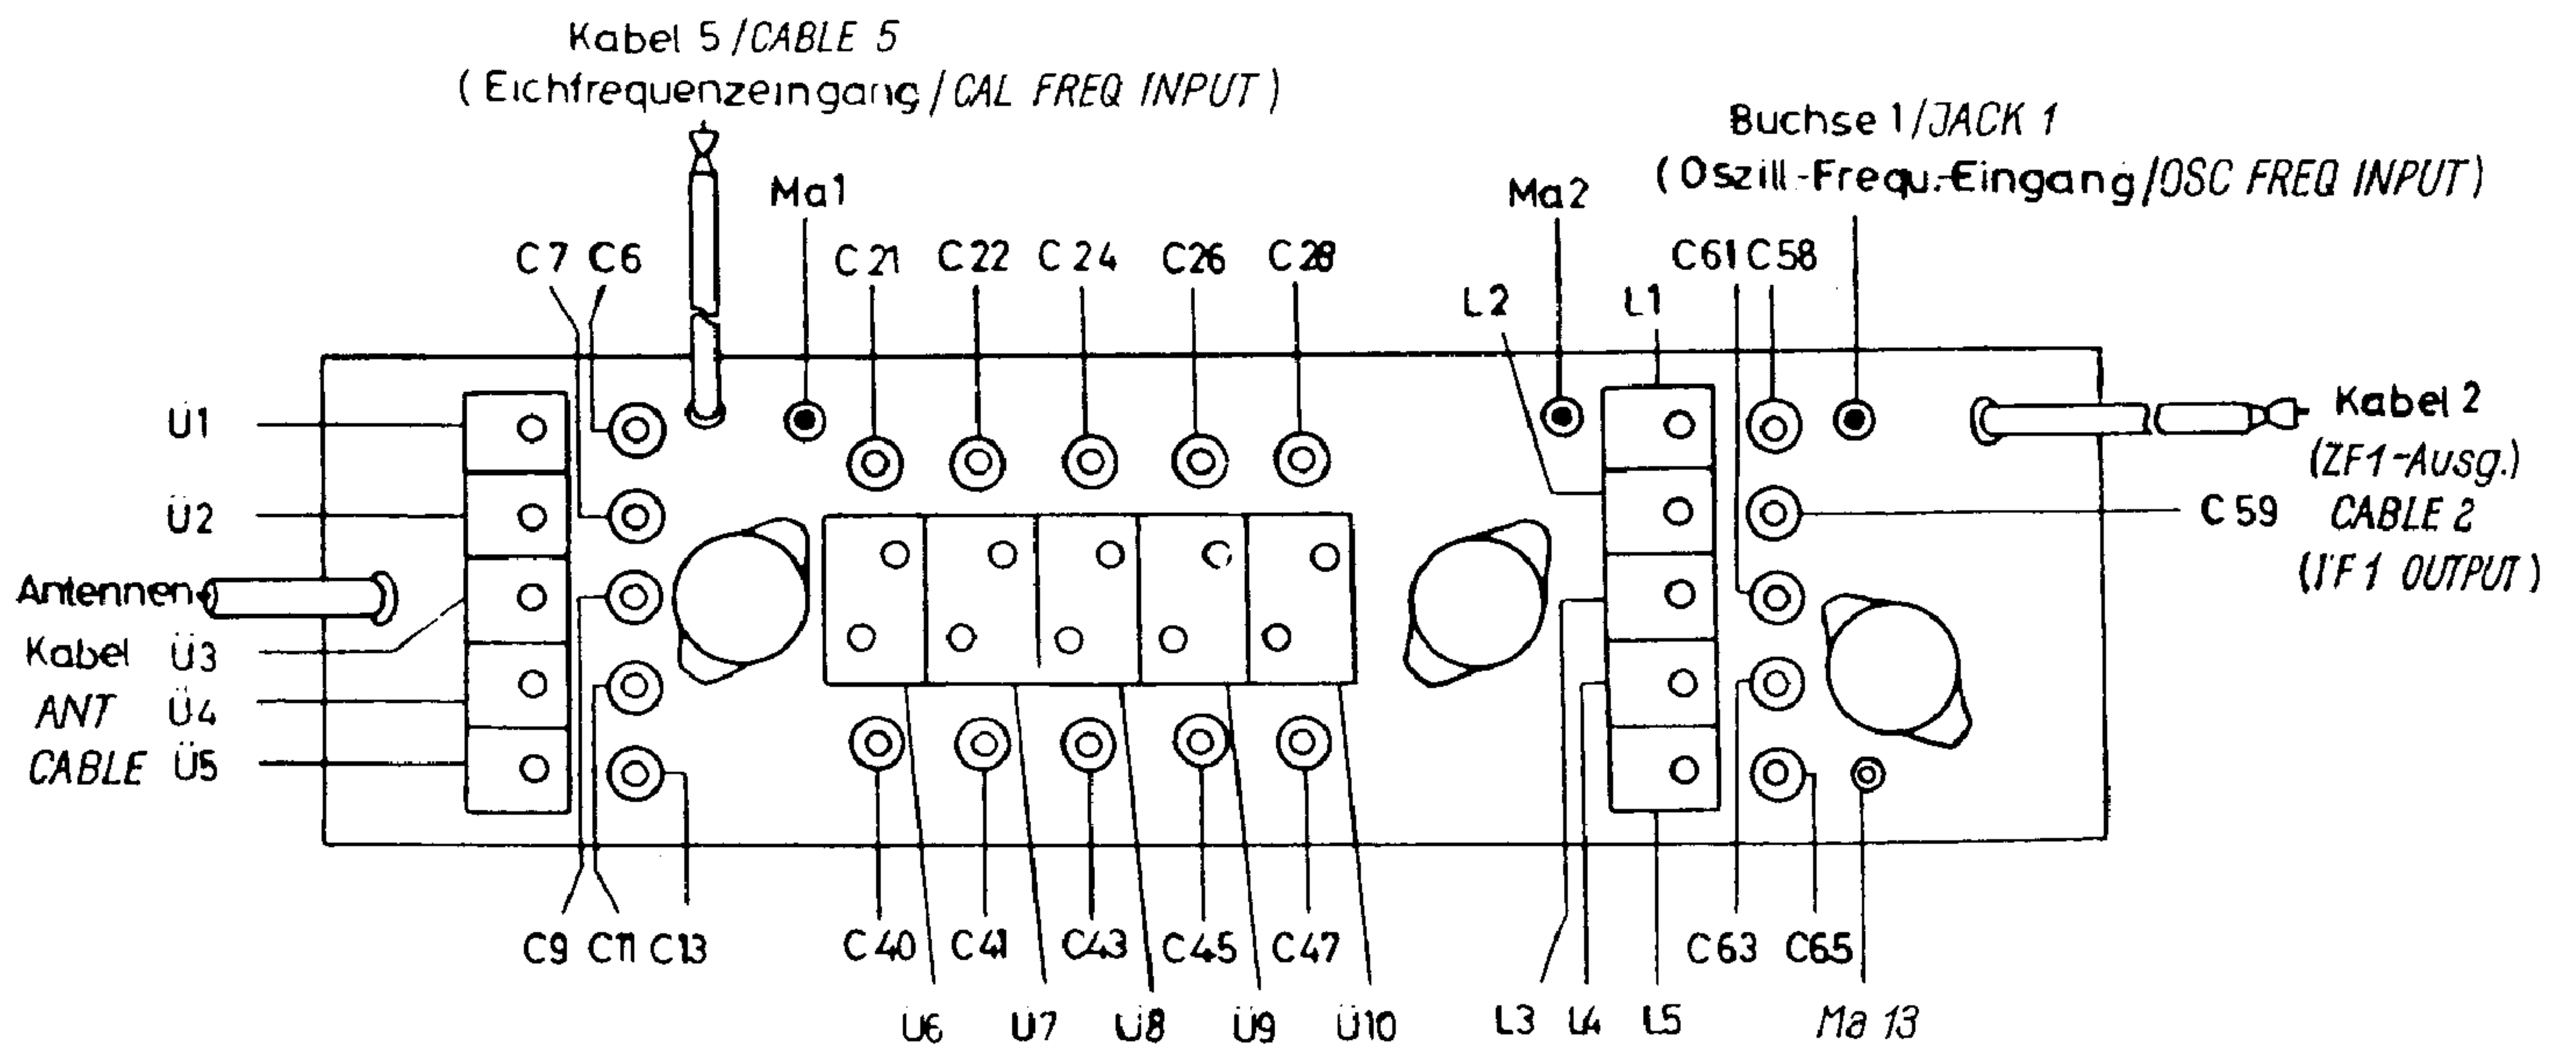 Kabel 5 / CABLE 5
( Eichfrequenzeingang / CAL FREQ INPUT )
Buchse 1 / JACK 1
( Oszill.-Frequ.-Eingang / OSC FREQ INPUT )
Ma1
Ma2
C7 C6
C21 C22 C24 C26 C28
C61 C58
L2
L1
Ü1
Kabel 2
(ZF1-Ausg.)
Ü2
C59
CABLE 2
(IF1 OUTPUT)
Antennen
Kabel Ü3
ANT Ü4
CABLE Ü5
C9 C11 C13
C40 C41 C43 C45 C47
C63 C65
Ü6 Ü7 Ü8 Ü9 Ü10
L3 L4 L5
Ma 13